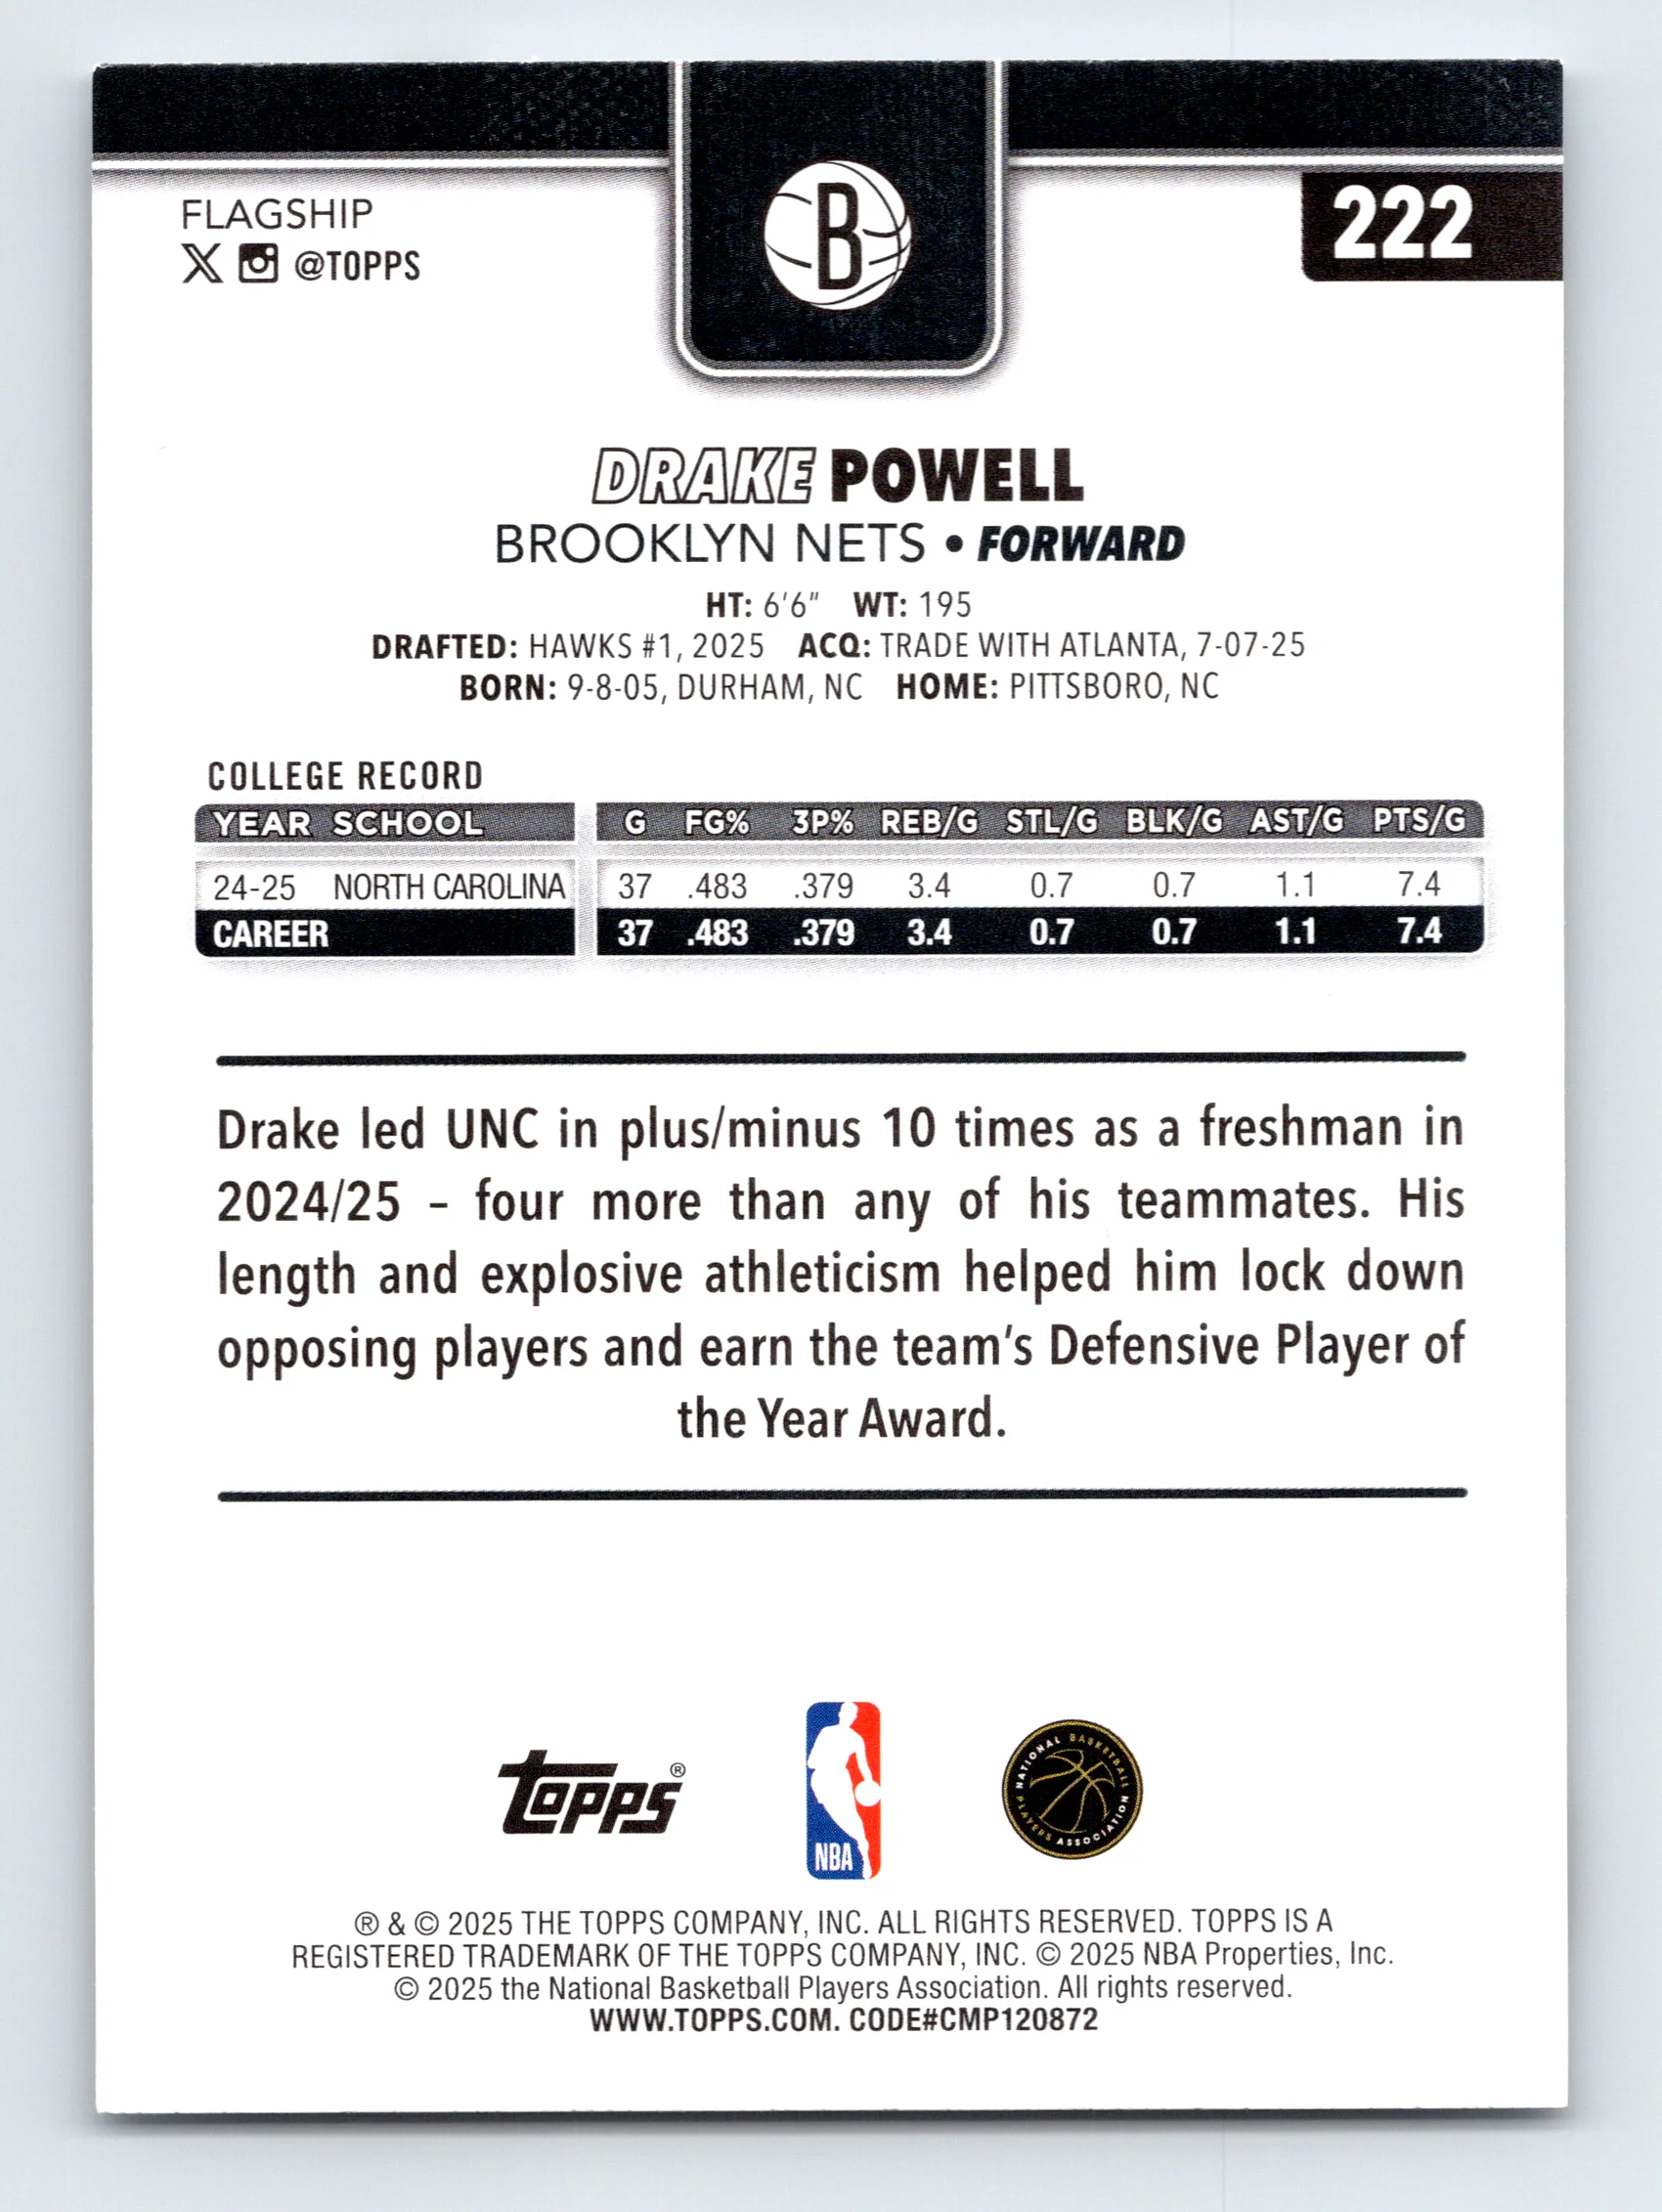 FLAGSHIP
X @TOPPS
B
222
DRAKE POWELL
BROOKLYN NETS • FORWARD
HT: 6'6" WT: 195
DRAFTED: HAWKS #1, 2025 ACQ: TRADE WITH ATLANTA, 7-07-25
BORN: 9-8-05, DURHAM, NC HOME: PITTSBORO, NC
COLLEGE RECORD
YEAR SCHOOL G FG% 3P% REB/G STL/G BLK/G AST/G PTS/G
24-25 NORTH CAROLINA 37 .483 .379 3.4 0.7 0.7 1.1 7.4
CAREER 37 .483 .379 3.4 0.7 0.7 1.1 7.4
Drake led UNC in plus/minus 10 times as a freshman in
2024/25 – four more than any of his teammates. His
length and explosive athleticism helped him lock down
opposing players and earn the team's Defensive Player of
the Year Award.
topps®
NBA
NATIONAL BASKETBALL PLAYERS ASSOCIATION
® & © 2025 THE TOPPS COMPANY, INC. ALL RIGHTS RESERVED. TOPPS IS A
REGISTERED TRADEMARK OF THE TOPPS COMPANY, INC. © 2025 NBA Properties, Inc.
© 2025 the National Basketball Players Association. All rights reserved.
WWW.TOPPS.COM. CODE#CMP120872